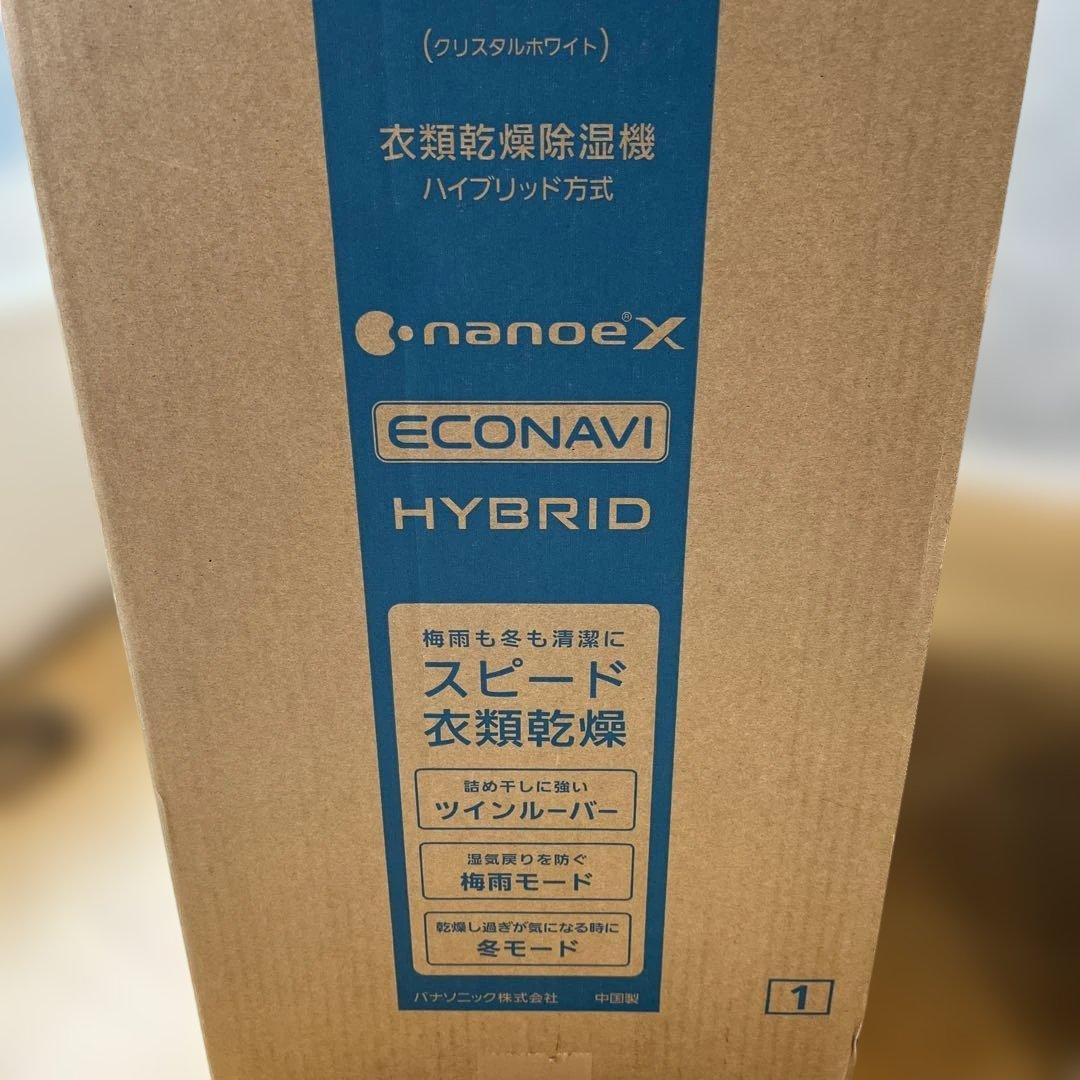 (クリスタルホワイト)
衣類乾燥除湿機
ハイブリッド方式
nanoe®X
ECONAVI
HYBRID
梅雨も冬も清潔に
スピード
衣類乾燥
詰め干しに強い
ツインルーバー
湿気戻りを防ぐ
梅雨モード
乾燥し過ぎが気になる時に
冬モード
パナソニック株式会社 中国製
1